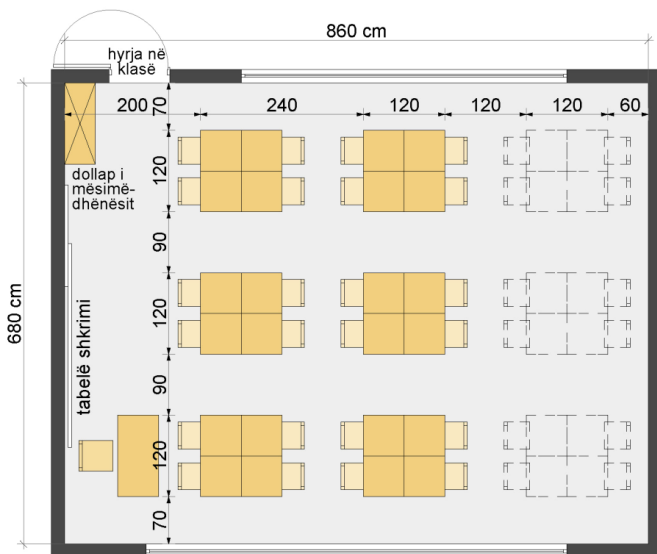 860 cm
hyrja në
klasë
200
240
120
120
120
60
70
120
90
120
90
120
70
dollap i
mësimë-
dhënësit
tabelë shkrimi
680 cm